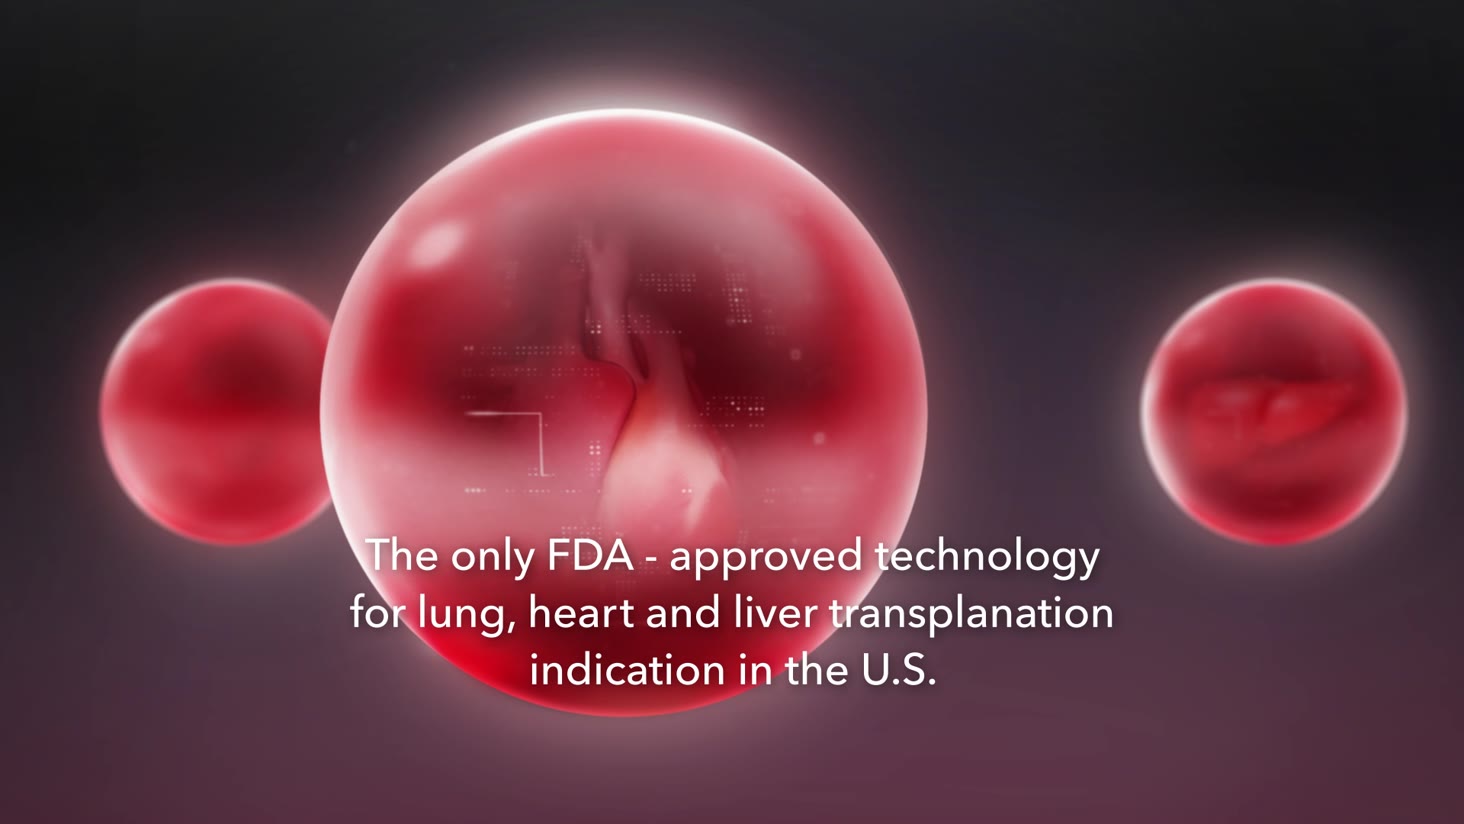 The only FDA - approved technology
for lung, heart and liver transplanation
indication in the U.S.